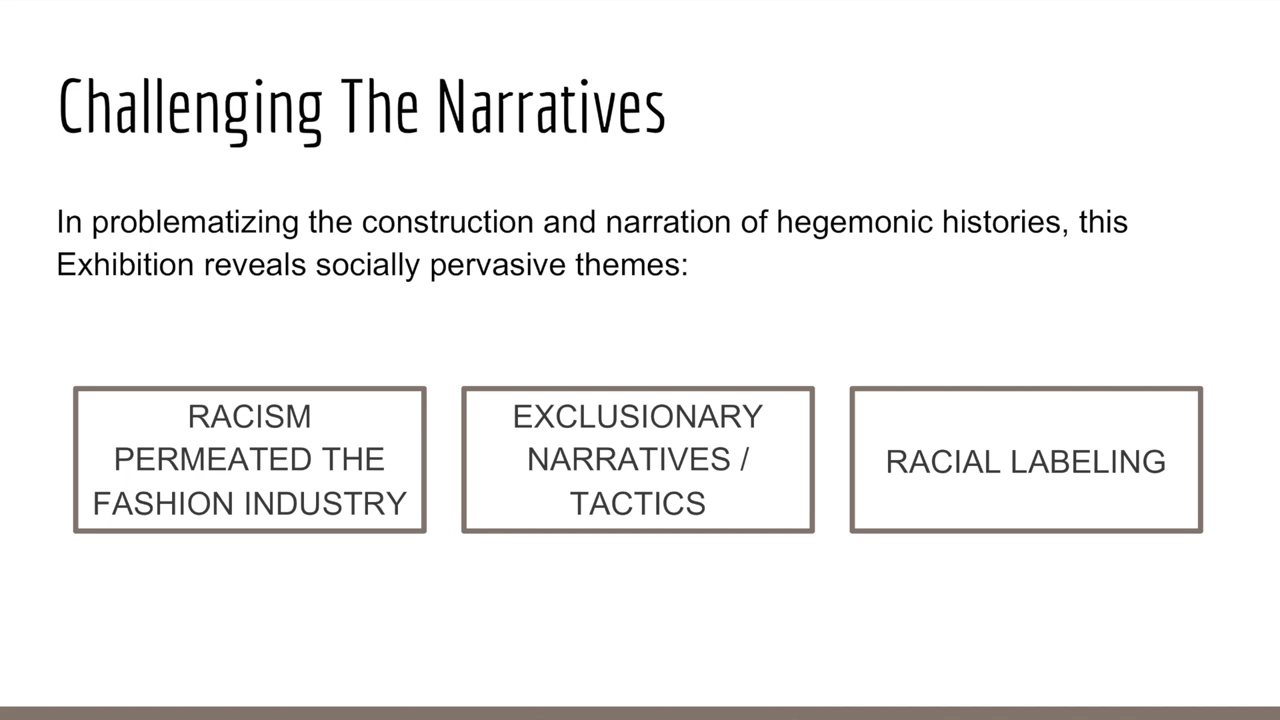 Challenging The Narratives
In problematizing the construction and narration of hegemonic histories, this
Exhibition reveals socially pervasive themes:
RACISM
PERMEATED THE
FASHION INDUSTRY
EXCLUSIONARY
NARRATIVES /
TACTICS
RACIAL LABELING